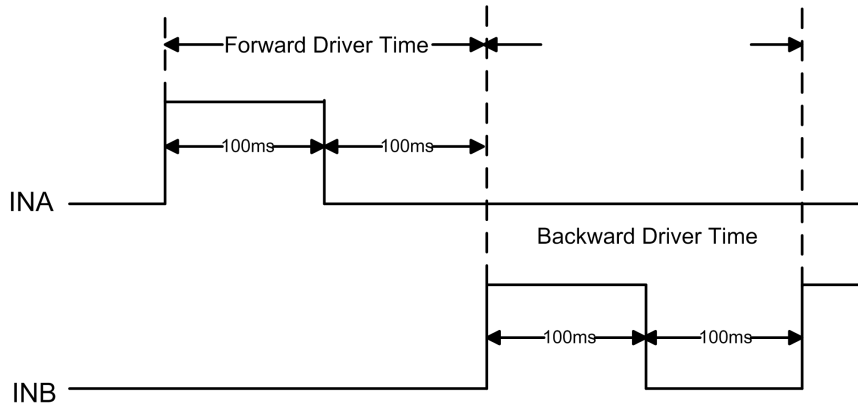 Forward Driver Time
100ms 100ms
INA
Backward Driver Time
100ms 100ms
INB